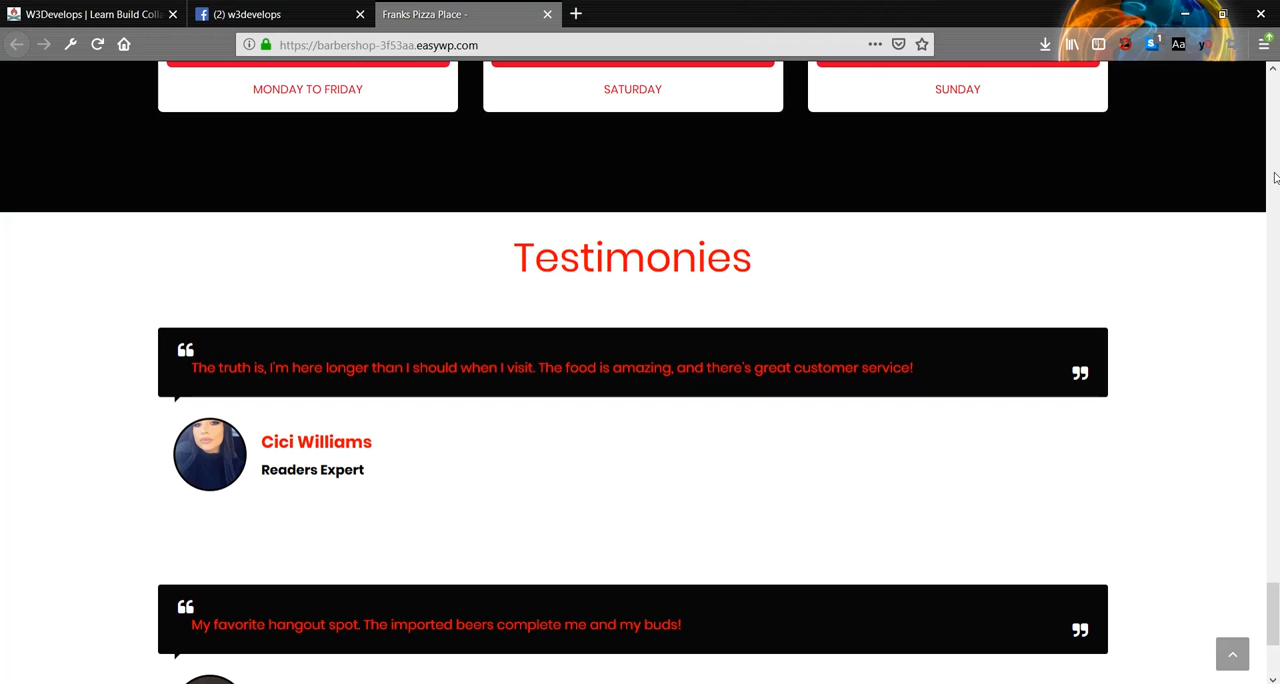 W3Develops | Learn Build Colla
(2) w3develops
Franks Pizza Place -
https://barbershop-3f53aa.easywp.com
MONDAY TO FRIDAY
SATURDAY
SUNDAY
Testimonies
The truth is, I'm here longer than I should when I visit. The food is amazing, and there's great customer service!
Cici Williams
Readers Expert
My favorite hangout spot. The imported beers complete me and my buds!